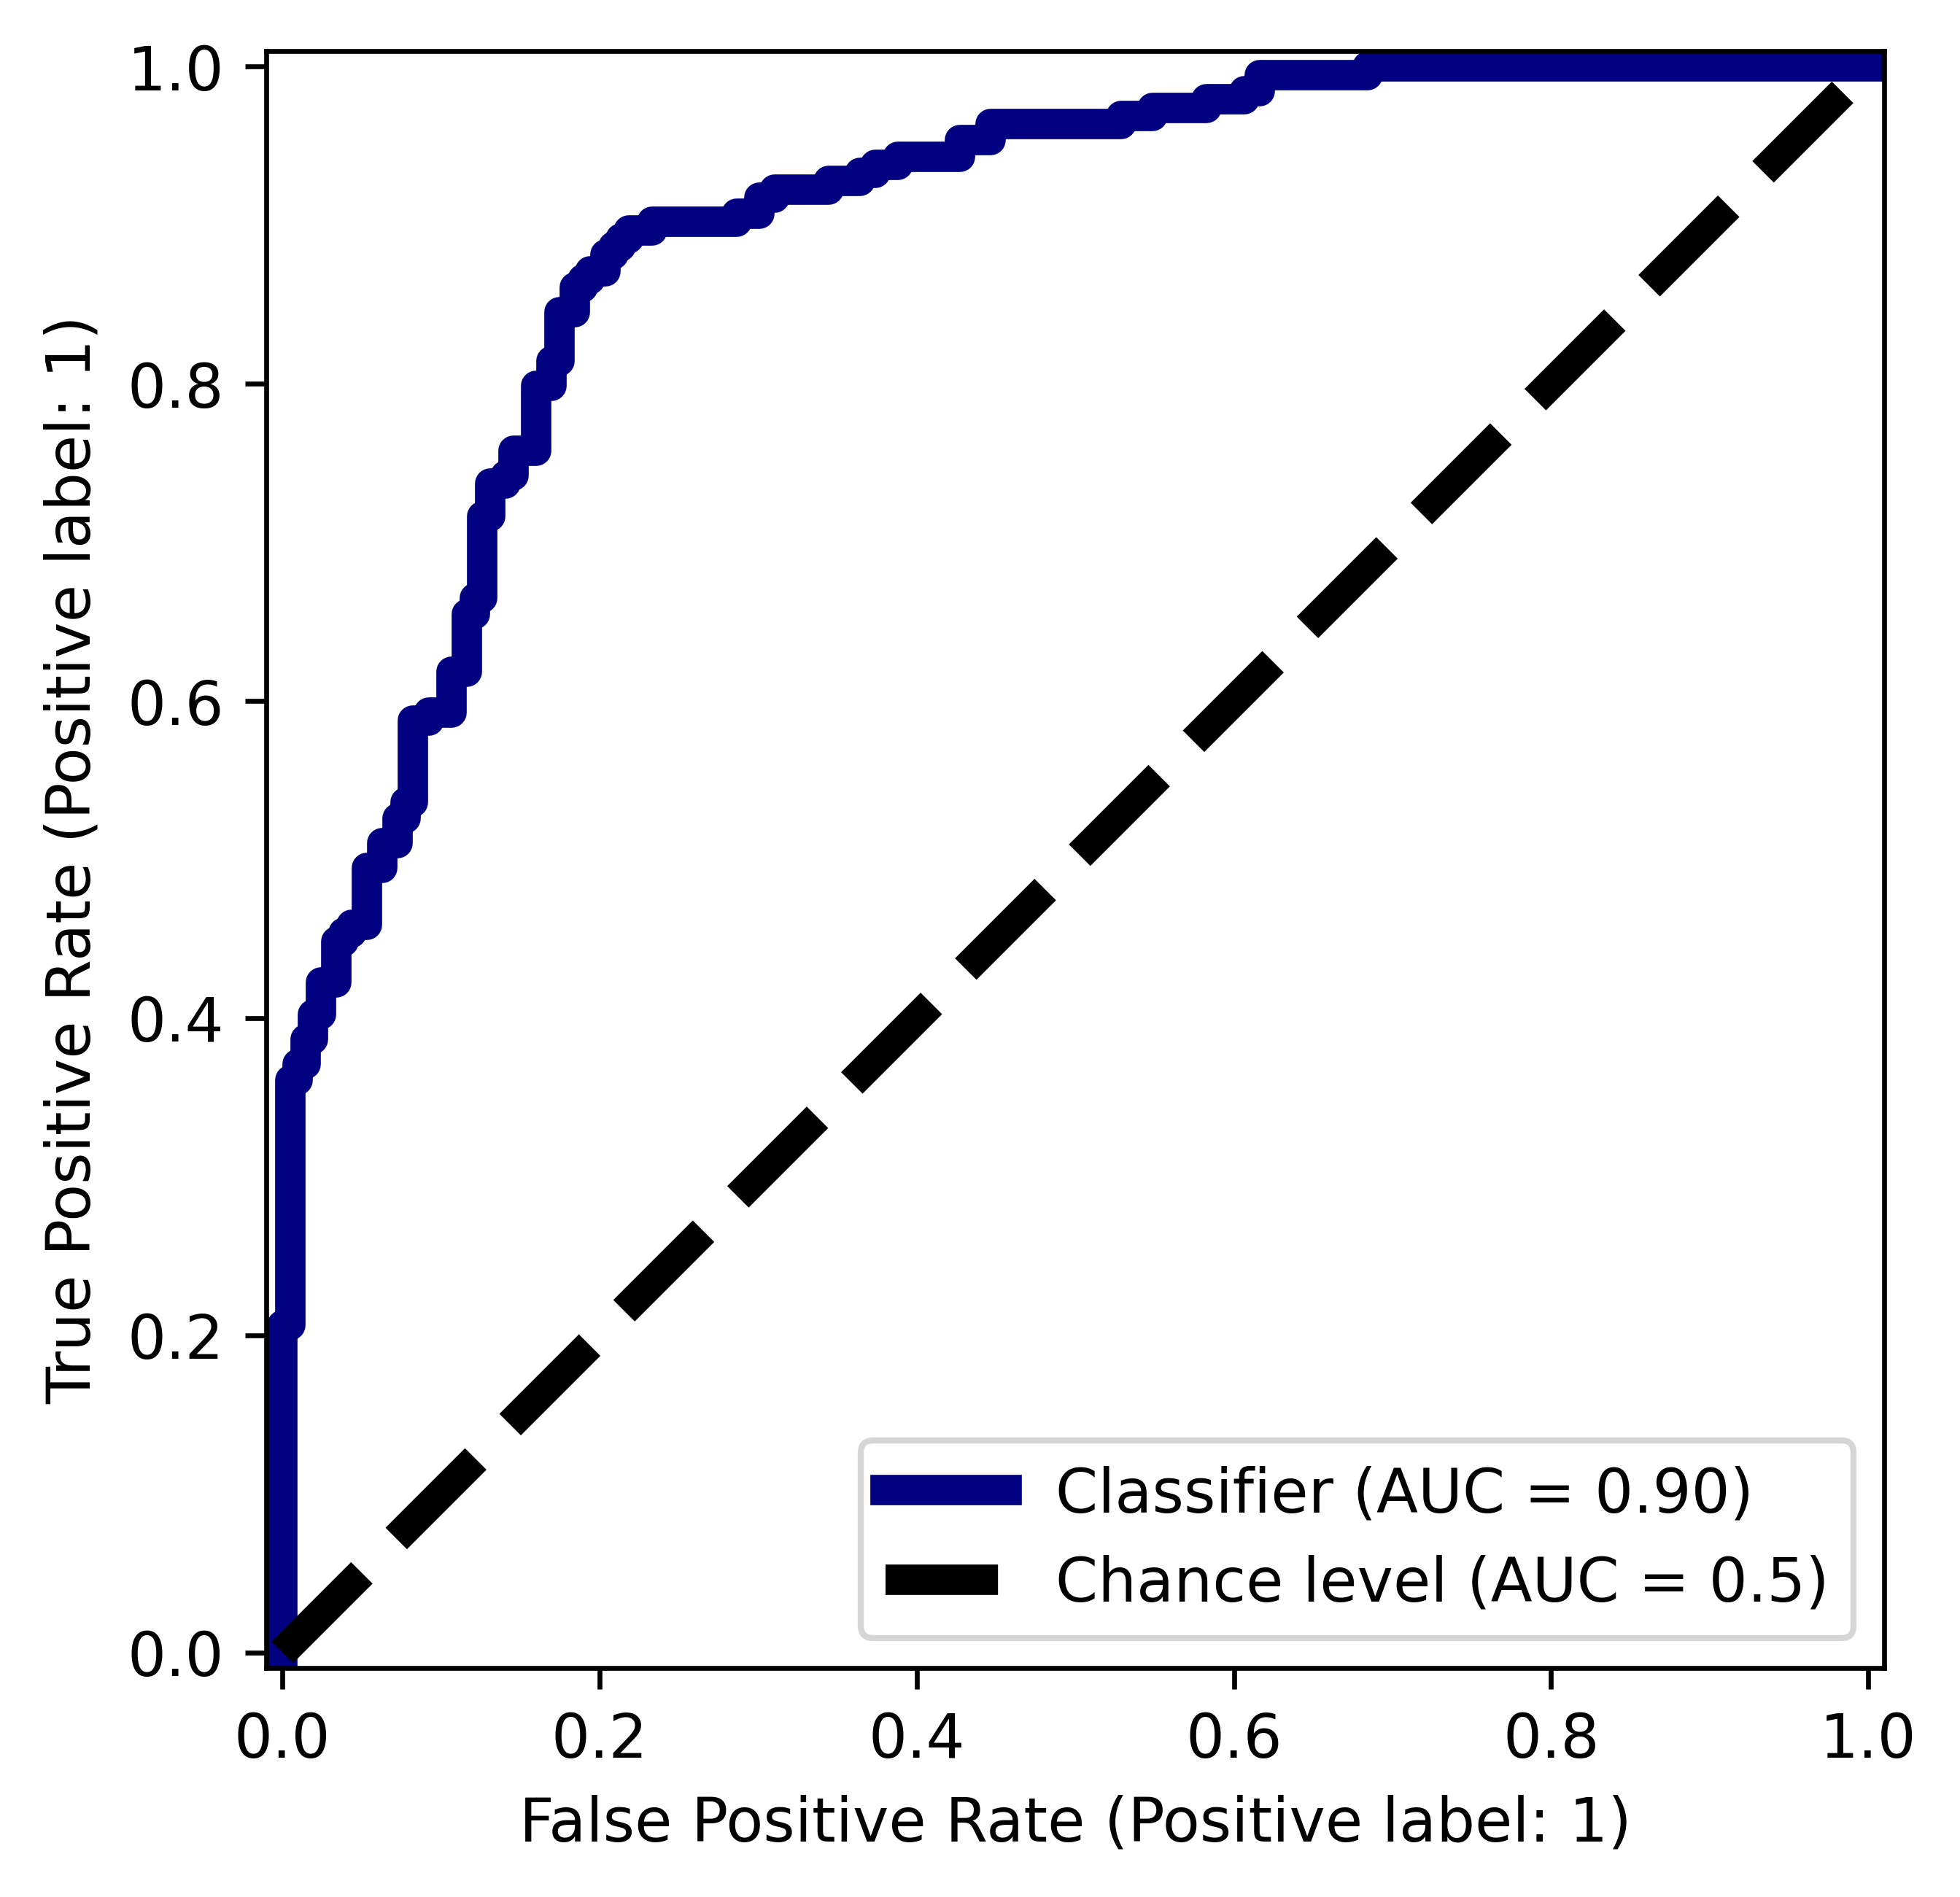 1.0
0.8
0.6
0.4
0.2
0.0
True Positive Rate (Positive label: 1)
Classifier (AUC = 0.90)
Chance level (AUC = 0.5)
0.0 0.2 0.4 0.6 0.8 1.0
False Positive Rate (Positive label: 1)